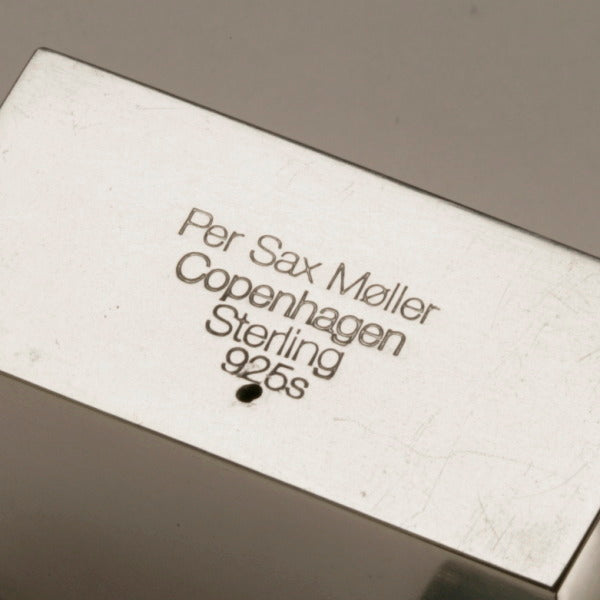 Per Sax Møller
Copenhagen
Sterling
925s